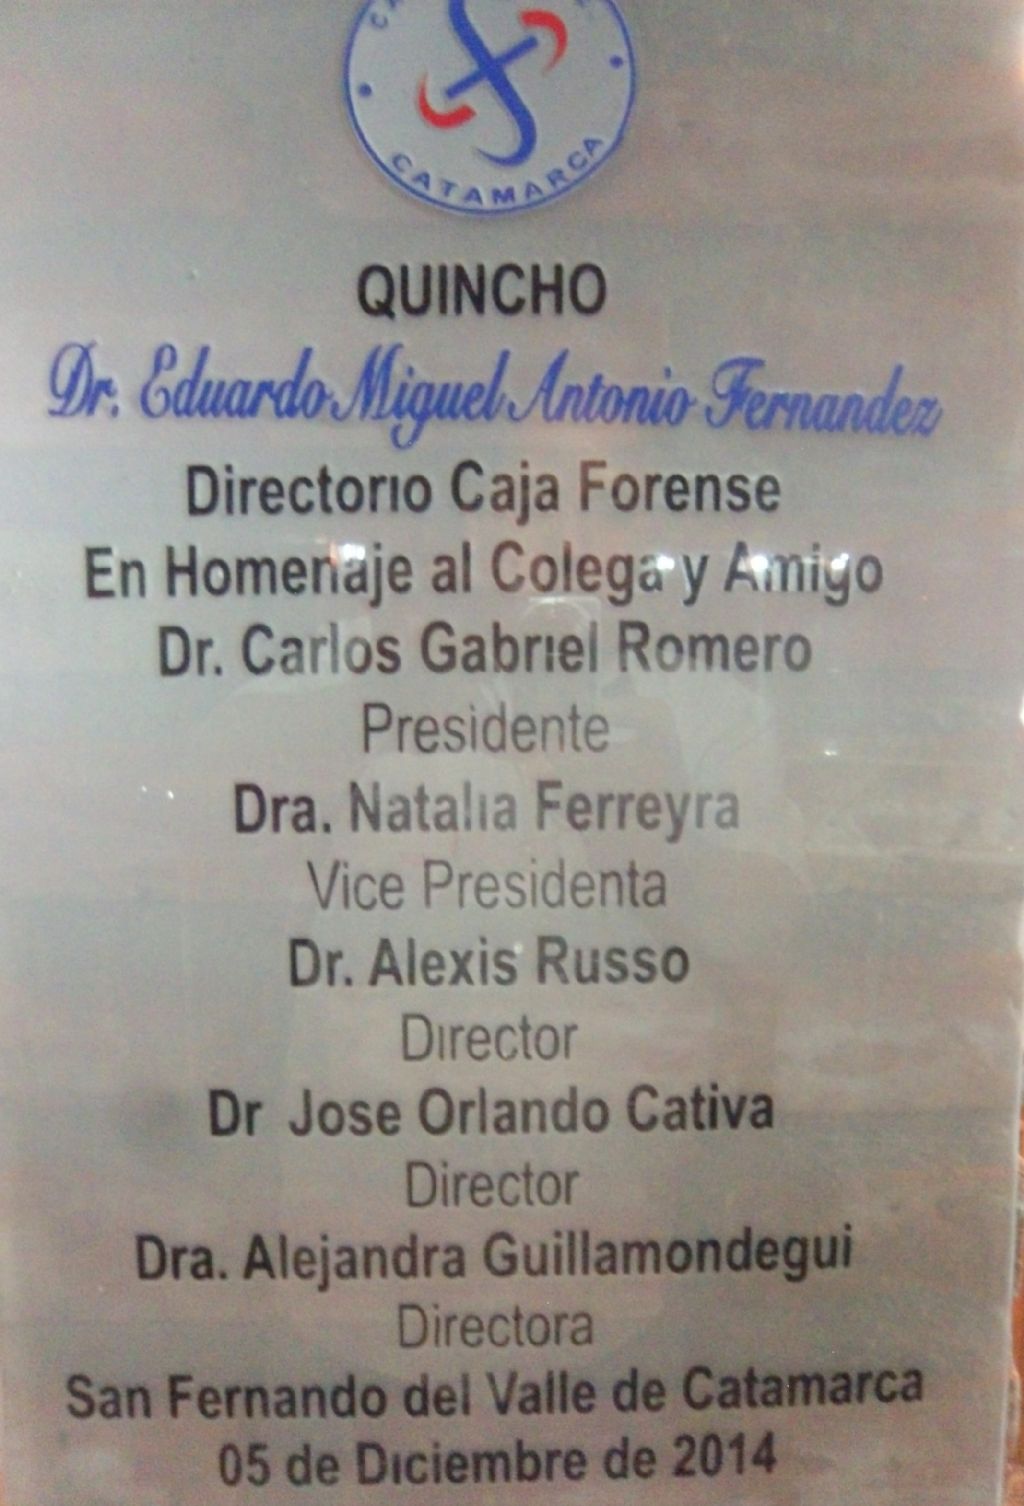 CATAMARCA
QUINCHO
Dr. Eduardo Miguel Antonio Fernandez
Directorio Caja Forense
En Homenaje al Colega y Amigo
Dr. Carlos Gabriel Romero
Presidente
Dra. Natalia Ferreyra
Vice Presidenta
Dr. Alexis Russo
Director
Dr Jose Orlando Cativa
Director
Dra. Alejandra Guillamondegui
Directora
San Fernando del Valle de Catamarca
05 de Diciembre de 2014